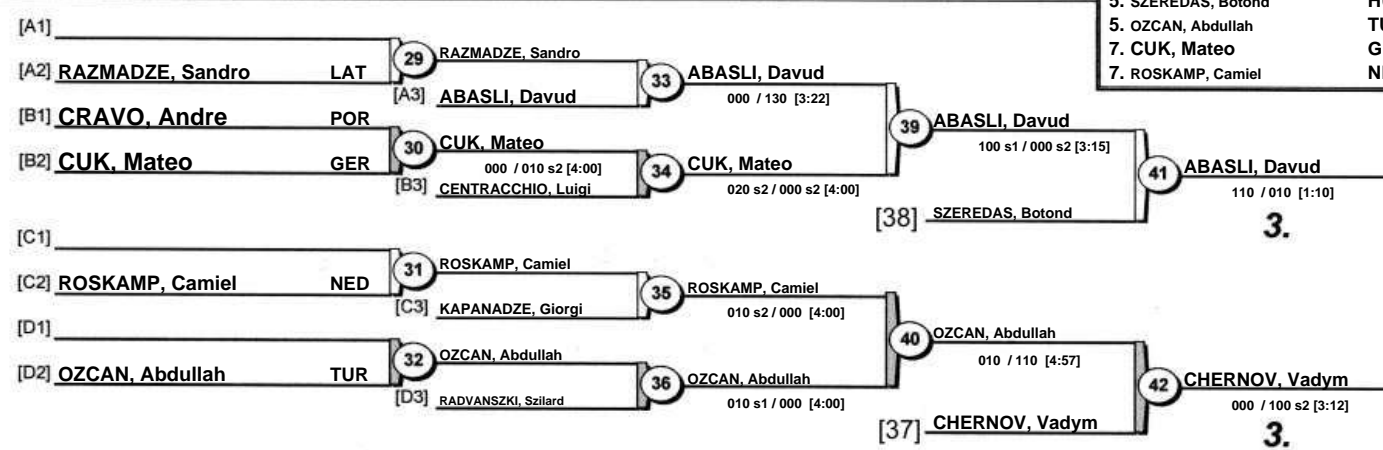 5. SZEREDAS, Botond
5. OZCAN, Abdullah TU
7. CUK, Mateo G
7. ROSKAMP, Camiel N
[A1]
[A2] RAZMADZE, Sandro LAT
29
RAZMADZE, Sandro
[A3] ABASLI, Davud
33
ABASLI, Davud
000 / 130 [3:22]
[B1] CRAVO, Andre POR
[B2] CUK, Mateo GER
30
CUK, Mateo
000 / 010 s2 [4:00]
[B3] CENTRACCHIO, Luigi
34
CUK, Mateo
020 s2 / 000 s2 [4:00]
39
ABASLI, Davud
100 s1 / 000 s2 [3:15]
[38] SZEREDAS, Botond
41
ABASLI, Davud
110 / 010 [1:10]
3.
[C1]
[C2] ROSKAMP, Camiel NED
31
ROSKAMP, Camiel
[C3] KAPANADZE, Giorgi
35
ROSKAMP, Camiel
010 s2 / 000 [4:00]
[D1]
[D2] OZCAN, Abdullah TUR
32
OZCAN, Abdullah
[D3] RADVANSZKI, Szilard
36
OZCAN, Abdullah
010 s1 / 000 [4:00]
40
OZCAN, Abdullah
010 / 110 [4:57]
[37] CHERNOV, Vadym
42
CHERNOV, Vadym
000 / 100 s2 [3:12]
3.